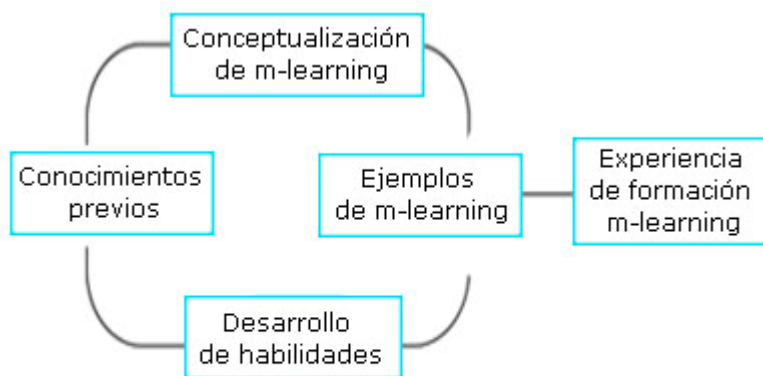 Conceptualización
de m-learning
Conocimientos
previos
Ejemplos
de m-learning
Experiencia
de formación
m-learning
Desarrollo
de habilidades